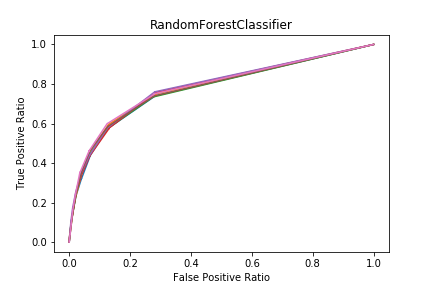 RandomForestClassifier
1.0
0.8
0.6
0.4
0.2
0.0
True Positive Ratio
0.0 0.2 0.4 0.6 0.8 1.0
False Positive Ratio